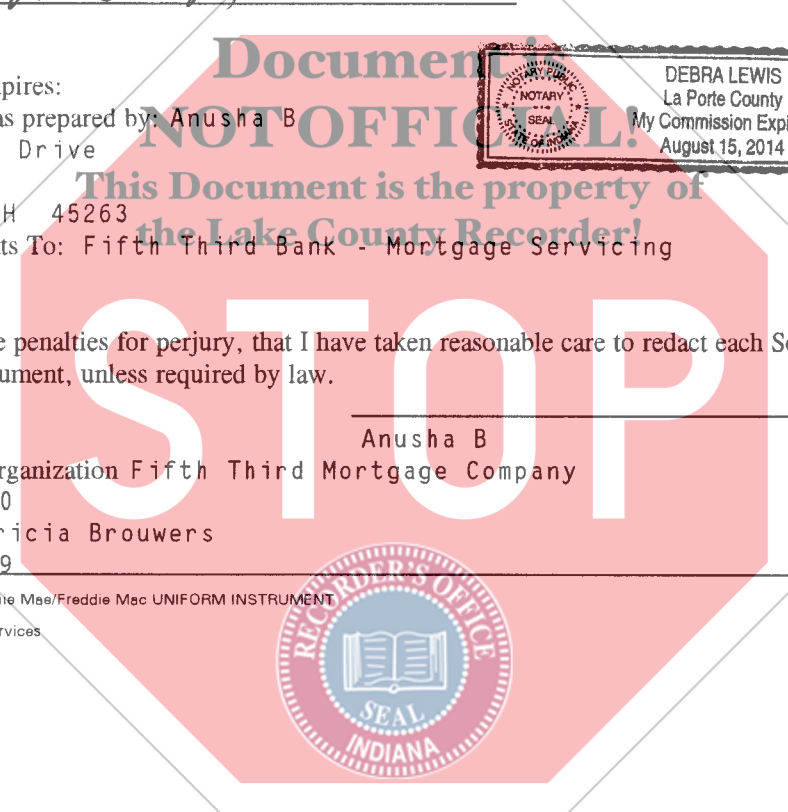 Document is
NOT OFFICIAL!
This Document is the property of
the Lake County Recorder!
STOP
NOTARY PUBLIC
NOTARY
SEAL
STATE OF INDIANA
DEBRA LEWIS
La Porte County
My Commission Expi
August 15, 2014
pires:
as prepared by: Anusha B
Drive
H 45263
ts To: Fifth Third Bank - Mortgage Servicing
e penalties for perjury, that I have taken reasonable care to redact each So
ument, unless required by law.
Anusha B
rganization Fifth Third Mortgage Company
0
ricia Brouwers
9
nie Mae/Freddie Mac UNIFORM INSTRUMENT
rvices
RECORDER'S OFFICE
SEAL
INDIANA